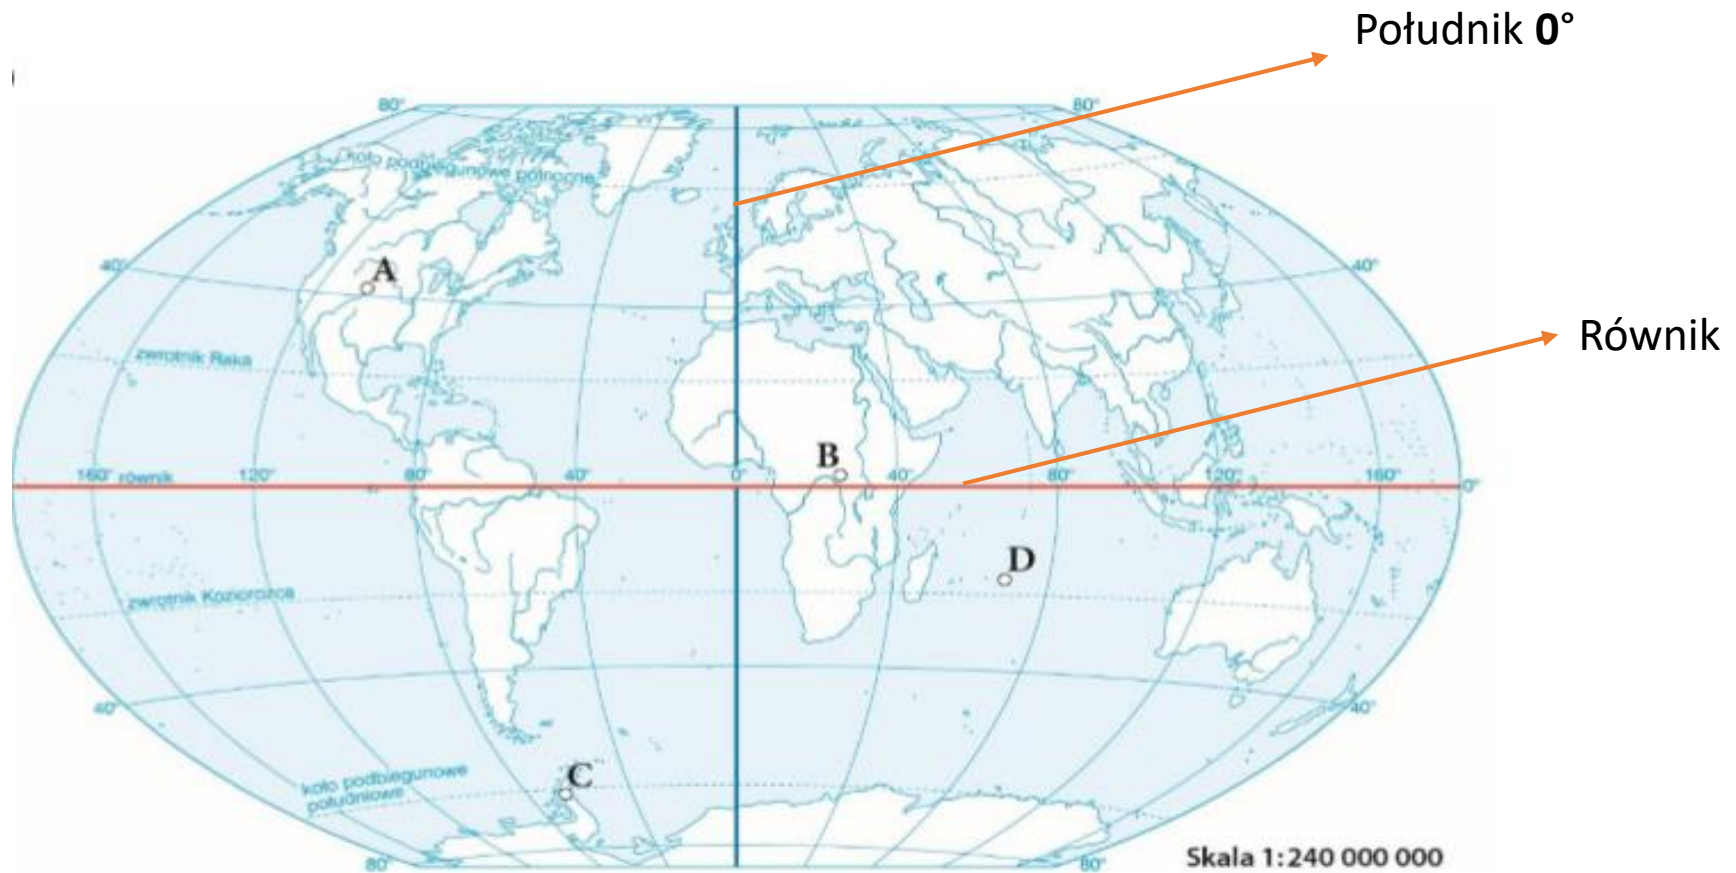 Południk 0°
80°
80°
koło podbiegunowe północne
A
40°
40°
Równik
zwrotnik Raka
B
160° równik 120° 80° 40° 0° 40° 80° 120° 160° 0°
D
zwrotnik Koziorożca
40°
40°
koło podbiegunowe
południowe
C
80°
80°
Skala 1:240 000 000